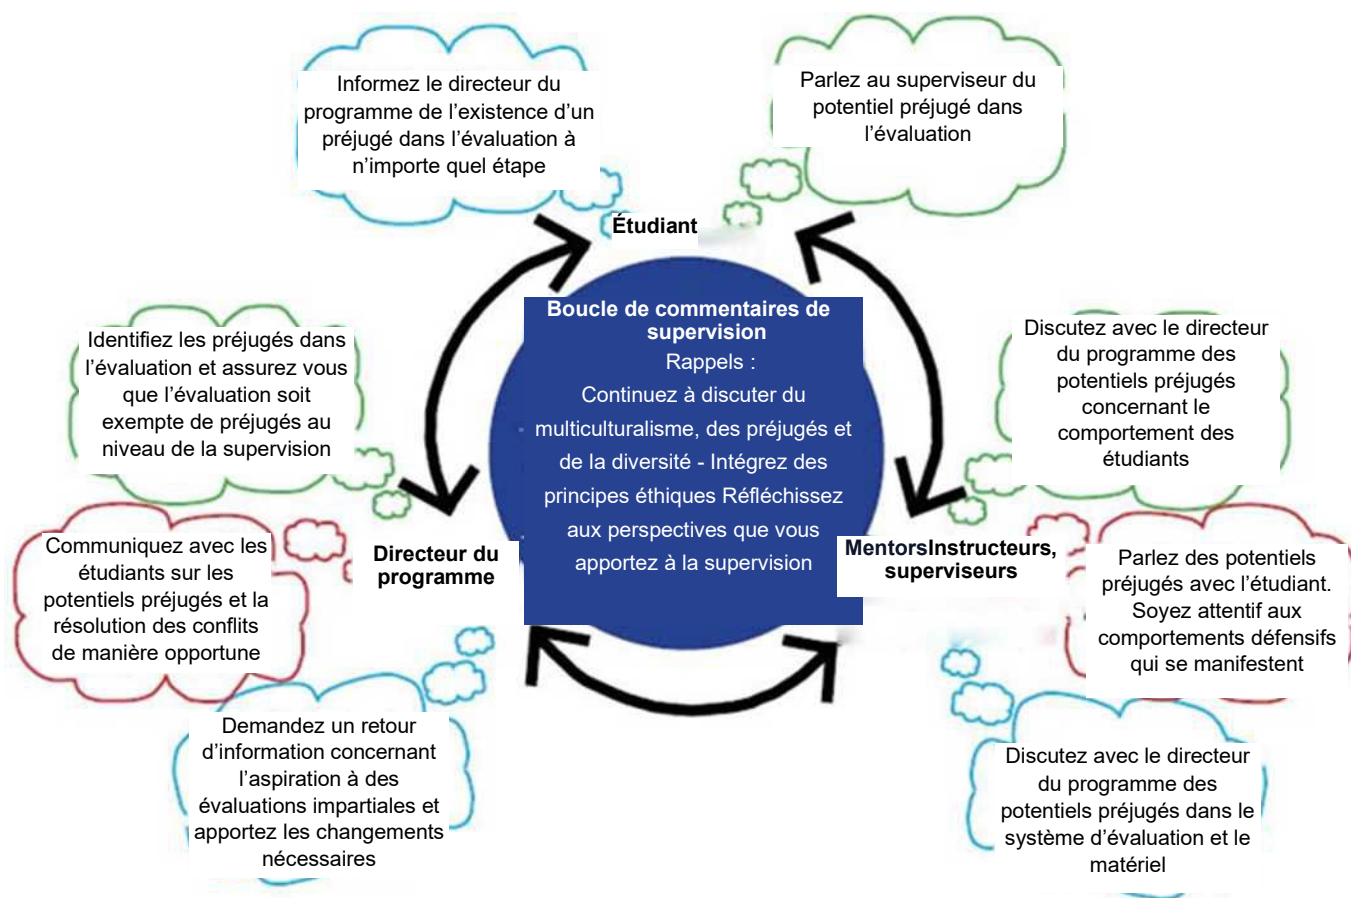 Informez le directeur du
programme de l'existence d'un
préjugé dans l'évaluation à
n'importe quel étape
Parlez au superviseur du
potentiel préjugé dans
l'évaluation
Étudiant
Boucle de commentaires de
supervision
Rappels :
Continuez à discuter du
multiculturalisme, des préjugés et
de la diversité - Intégrez des
principes éthiques Réfléchissez
aux perspectives que vous
apportez à la supervision
Identifiez les préjugés dans
l'évaluation et assurez vous
que l'évaluation soit
exempte de préjugés au
niveau de la supervision
Discutez avec le directeur
du programme des
potentiels préjugés
concernant le
comportement des
étudiants
Directeur du
programme
MentorsInstructeurs,
superviseurs
Communiquez avec les
étudiants sur les
potentiels préjugés et la
résolution des conflits
de manière opportune
Parlez des potentiels
préjugés avec l'étudiant.
Soyez attentif aux
comportements défensifs
qui se manifestent
Demandez un retour
d'information concernant
l'aspiration à des
évaluations impartiales et
apportez les changements
nécessaires
Discutez avec le directeur
du programme des
potentiels préjugés dans le
système d'évaluation et le
matériel